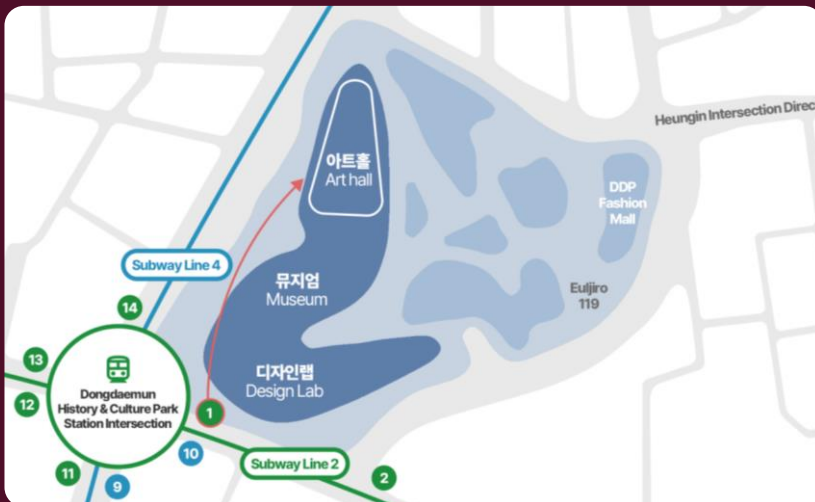 Heungin Intersection Direc
아트홀
Art hall
DDP
Fashion
Mall
Subway Line 4
뮤지엄
Museum
Euljiro
119
14
13
12
Dongdaemun
History & Culture Park
Station Intersection
디자인랩
Design Lab
1
10
11
9
Subway Line 2
2